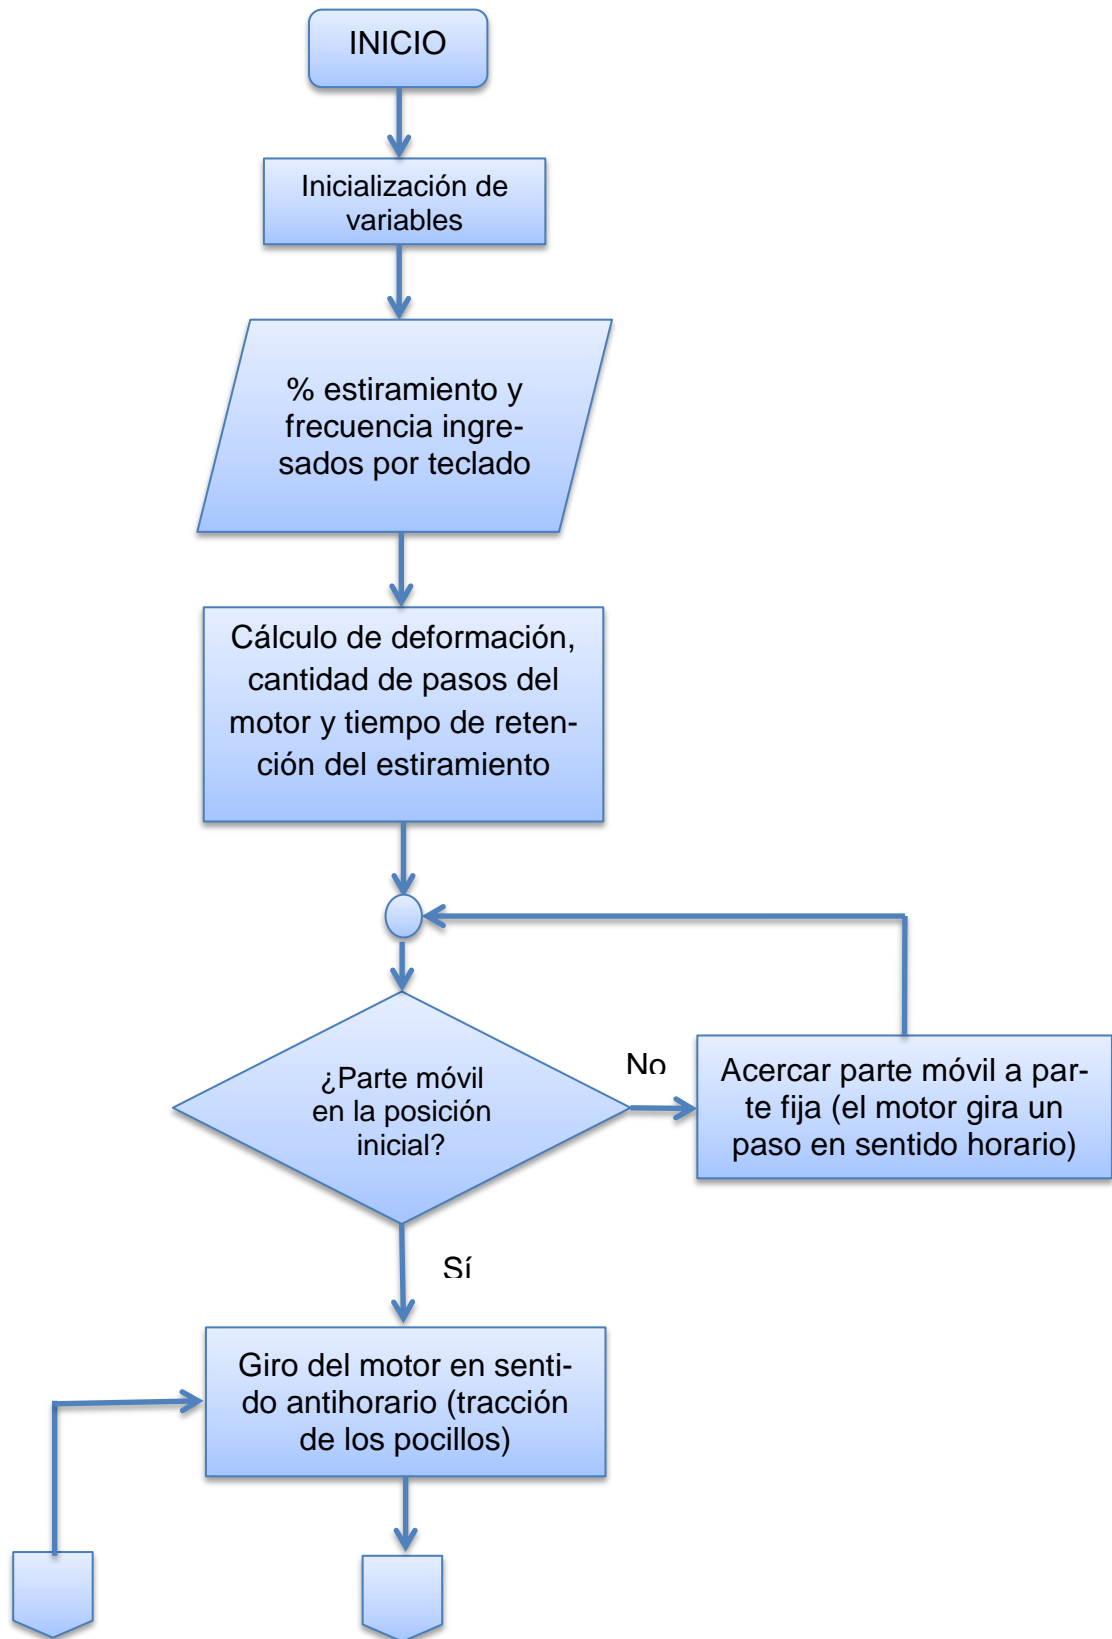 INICIO
Inicialización de
variables
% estiramiento y
frecuencia ingre-
sados por teclado
Cálculo de deformación,
cantidad de pasos del
motor y tiempo de reten-
ción del estiramiento
¿Parte móvil
en la posición
inicial?
No
Acercar parte móvil a par-
te fija (el motor gira un
paso en sentido horario)
Sí
Giro del motor en senti-
do antihorario (tracción
de los pocillos)